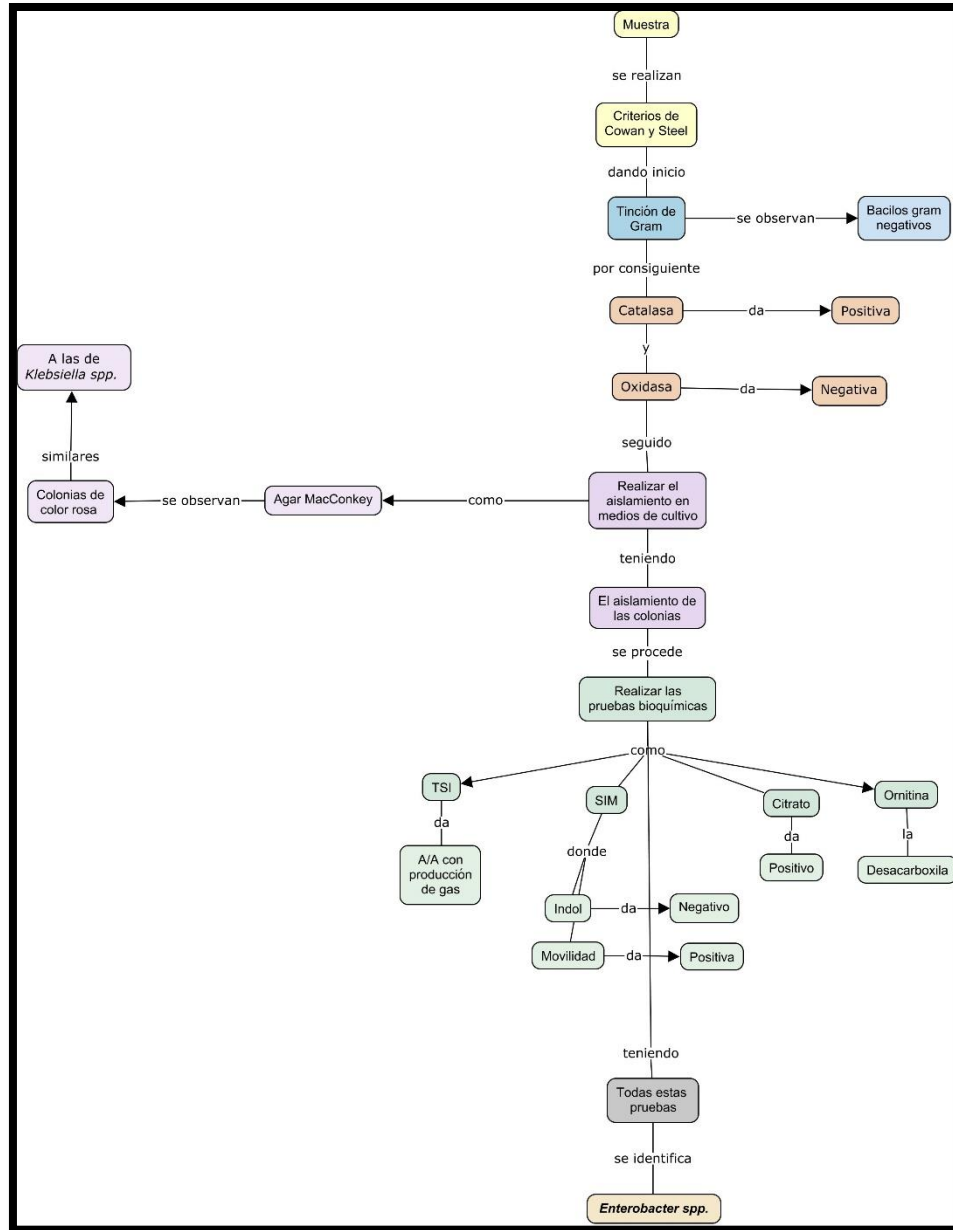 Muestra
se realizan
Criterios de
Cowan y Steel
dando inicio
Tinción de
Gram
se observan
Bacilos gram
negativos
por consiguiente
Catalasa
da
Positiva
y
Oxidasa
da
Negativa
seguido
Realizar el
aislamiento en
medios de cultivo
como
Agar MacConkey
se observan
Colonias de
color rosa
similares
A las de
Klebsiella spp.
teniendo
El aislamiento de
las colonias
se procede
Realizar las
pruebas bioquímicas
como
TSI
da
A/A con
producción
de gas
SIM
donde
Indol
da
Negativo
Movilidad
da
Positiva
Citrato
da
Positivo
Ornitina
la
Desacarboxila
teniendo
Todas estas
pruebas
se identifica
Enterobacter spp.